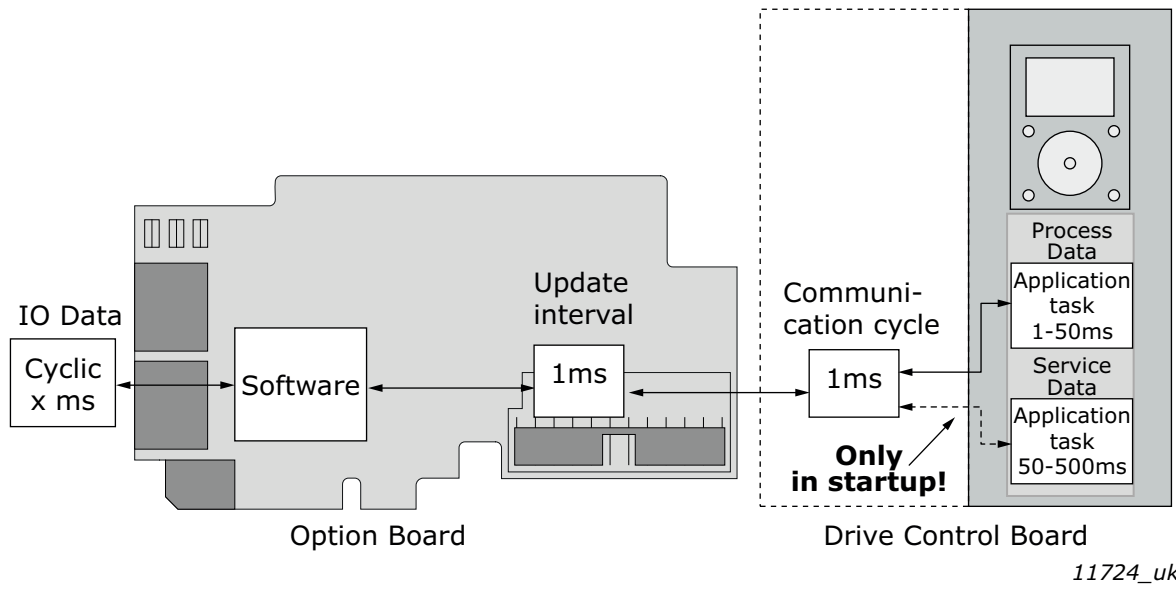 IO Data
Cyclic
x ms
Software
Update
interval
1ms
Option Board
Communi-
cation cycle
1ms
Only
in startup!
Process
Data
Application
task
1-50ms
Service
Data
Application
task
50-500ms
Drive Control Board
11724_uk